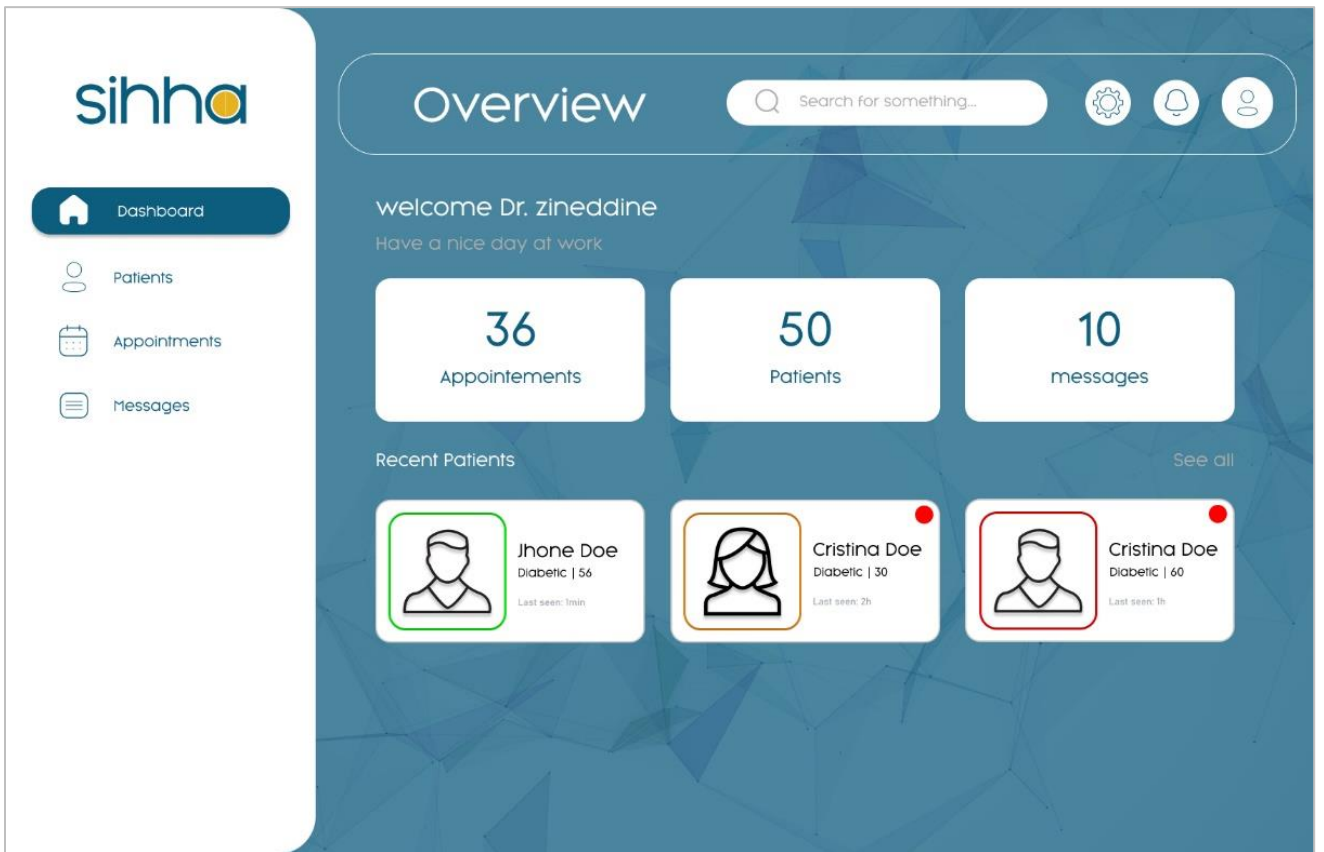 sihha
Dashboard
Patients
Appointments
Messages
Overview
Search for something...
welcome Dr. zineddine
Have a nice day at work
36
Appointements
50
Patients
10
messages
Recent Patients
See all
Jhone Doe
Diabetic | 56
Last seen: 1min
Cristina Doe
Diabetic | 30
Last seen: 2h
Cristina Doe
Diabetic | 60
Last seen: 1h